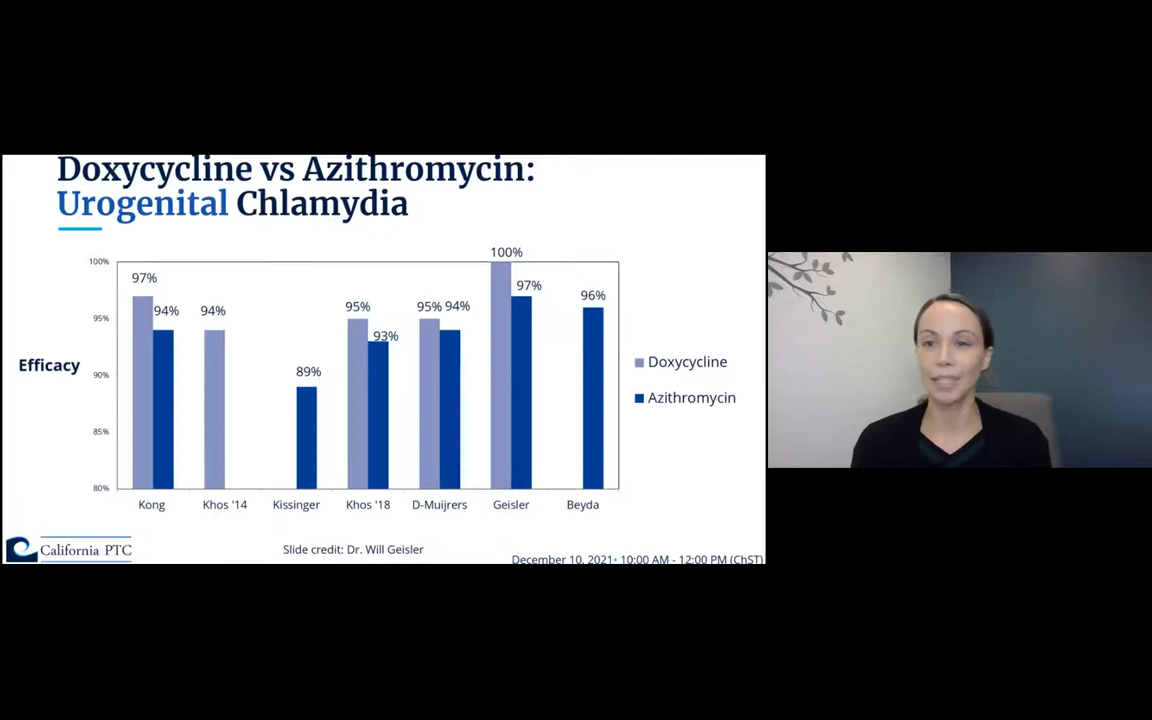 Doxycycline vs Azithromycin:
Urogenital Chlamydia
100%
95%
90%
85%
80%
Efficacy
97%
94%
94%
89%
95%
93%
95%
94%
100%
97%
96%
Kong
Khos '14
Kissinger
Khos '18
D-Muijrers
Geisler
Beyda
Doxycycline
Azithromycin
California PTC
Slide credit: Dr. Will Geisler
December 10, 2021• 10:00 AM - 12:00 PM (ChST)